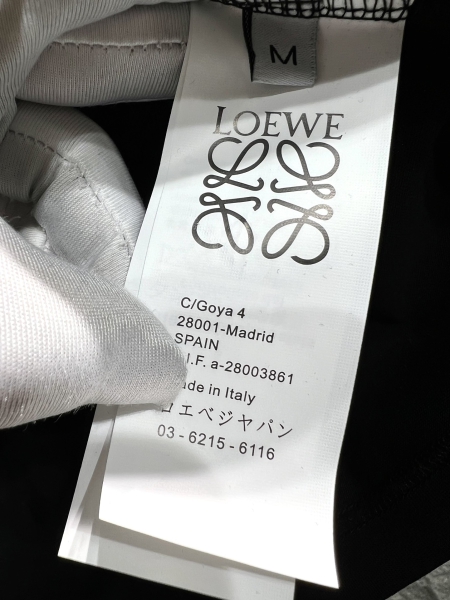 M
LOEWE
C/Goya 4
28001-Madrid
SPAIN
.I.F. a-28003861
ade in Italy
ロエベジャパン
03-6215-6116